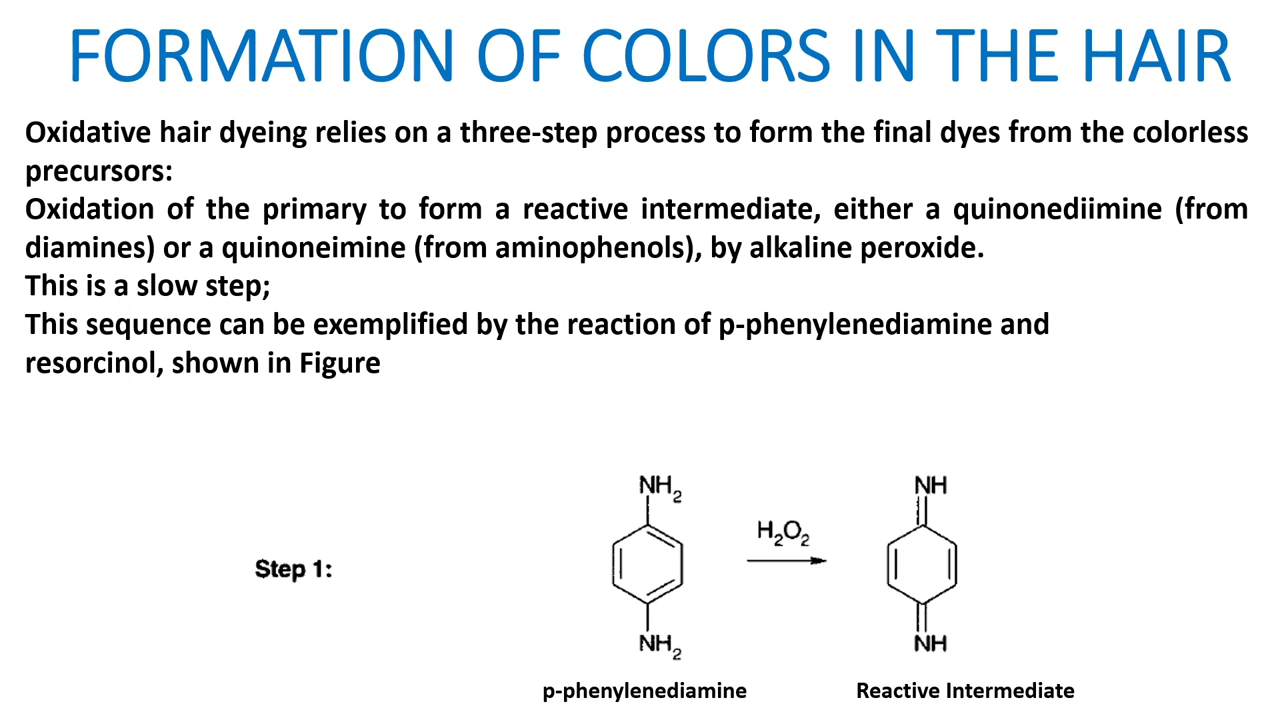 FORMATION OF COLORS IN THE HAIR
Oxidative hair dyeing relies on a three-step process to form the final dyes from the colorless
precursors:
Oxidation of the primary to form a reactive intermediate, either a quinonediimine (from
diamines) or a quinoneimine (from aminophenols), by alkaline peroxide.
This is a slow step;
This sequence can be exemplified by the reaction of p-phenylenediamine and
resorcinol, shown in Figure
NH2
NH
H2O2
Step 1:
NH2
NH
p-phenylenediamine
Reactive Intermediate